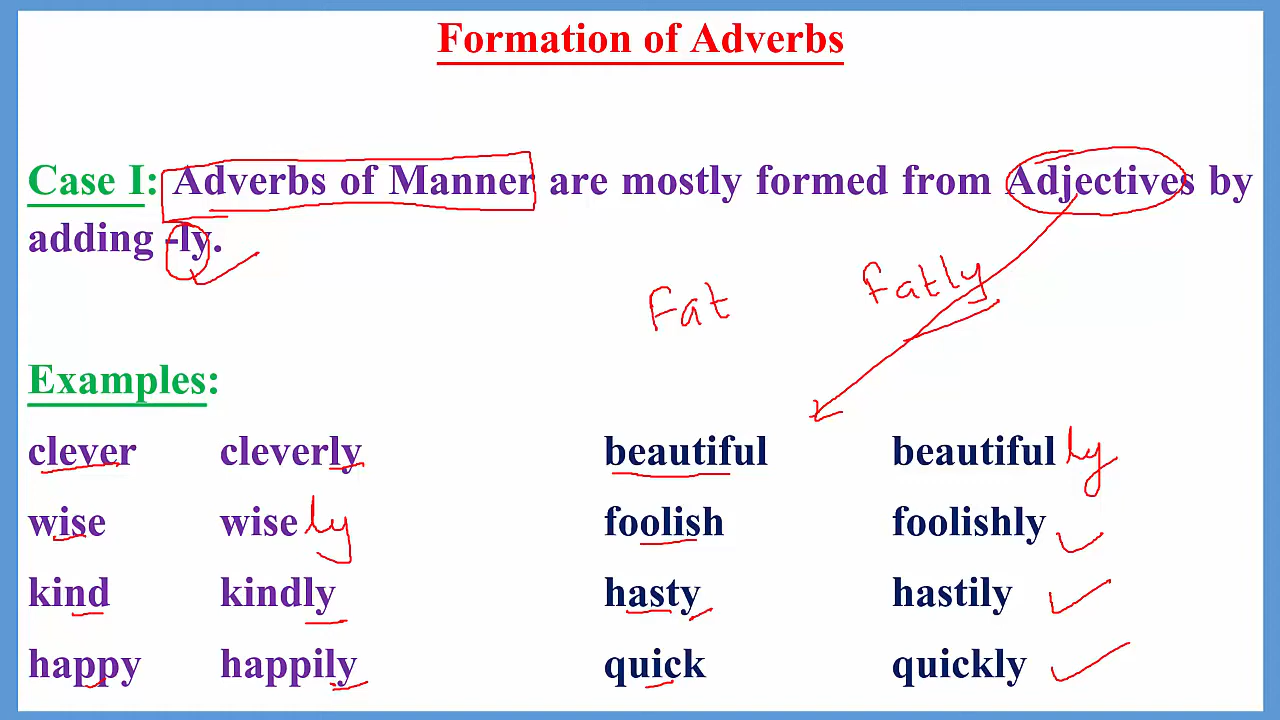 Formation of Adverbs
Case I: Adverbs of Manner are mostly formed from Adjectives by
adding -ly.
Fat Fatly
Examples:
clever cleverly beautiful beautifully
wise wisely foolish foolishly
kind kindly hasty hastily
happy happily quick quickly